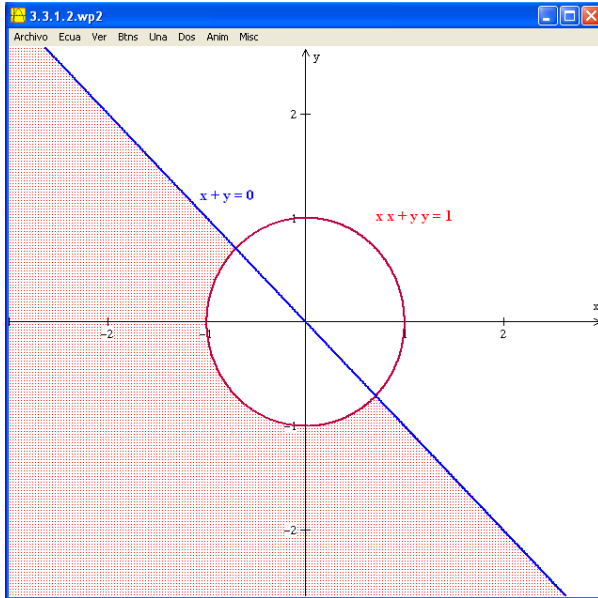 3.3.1.2.wp2
Archivo Ecua Ver Btns Una Dos Anim Misc
y
2
x + y = 0
x x + y y = 1
1
x
-2 -1 1 2
-1
-2